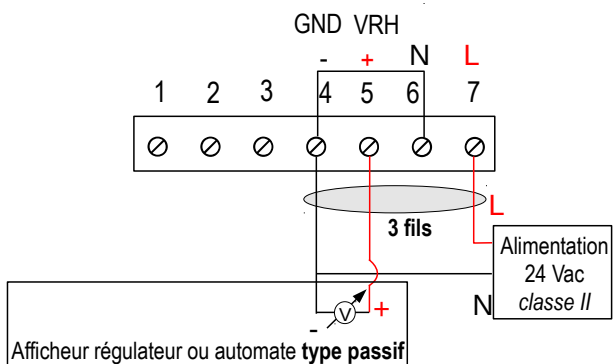 GND VRH
- + N L
1 2 3 4 5 6 7
L
3 fils
Alimentation
24 Vac
classe II
N
V
- +
Afficheur régulateur ou automate type passif